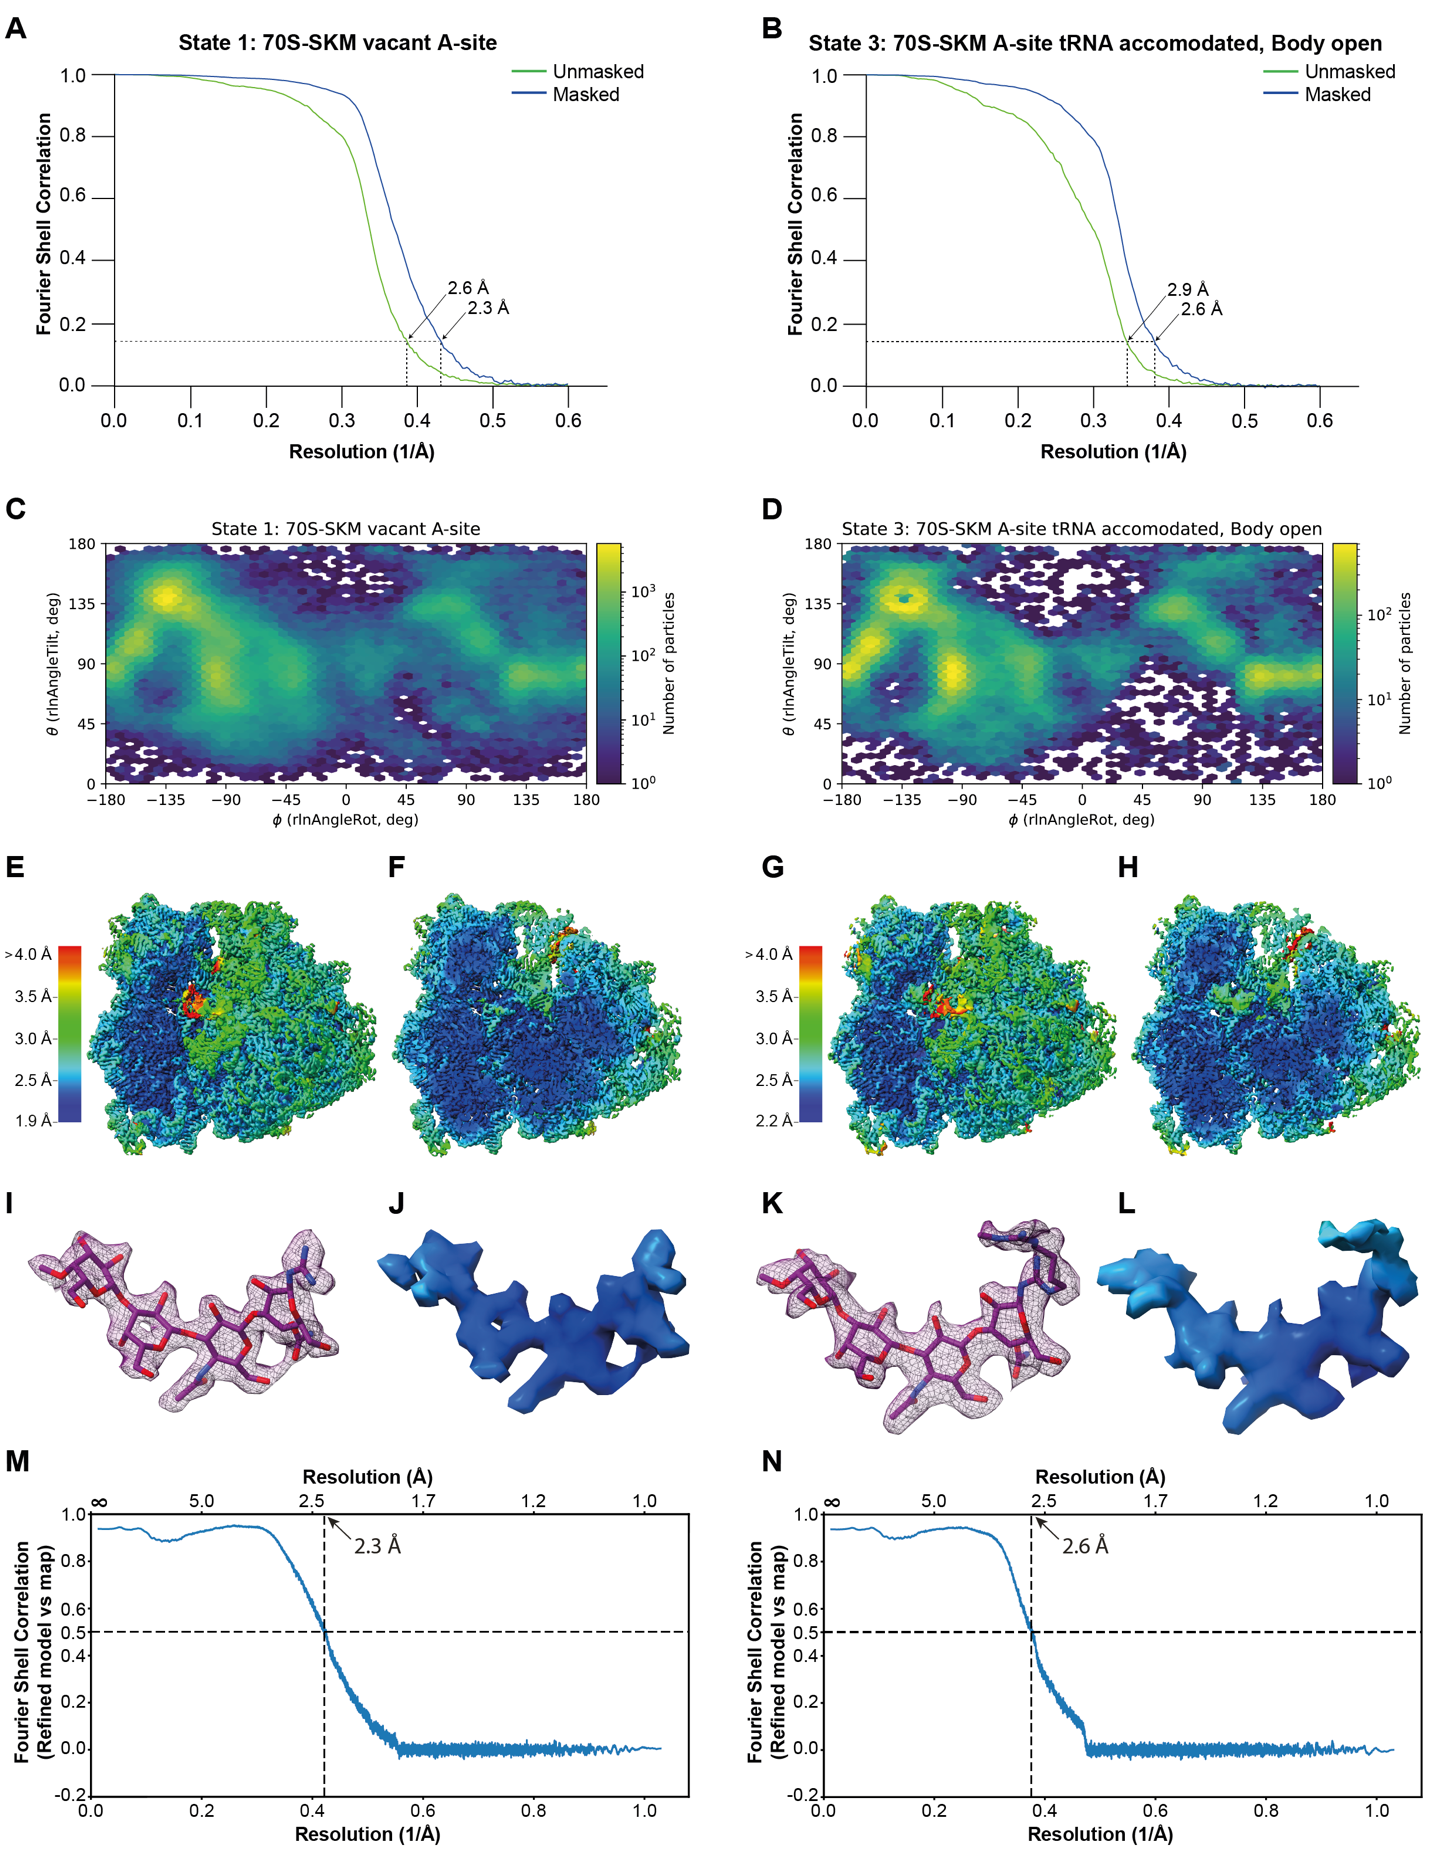 A
State 1: 70S-SKM vacant A-site
Unmasked
Masked
Fourier Shell Correlation
1.0
0.8
0.6
0.4
0.2
0.0
2.6 Å
2.3 Å
0.0 0.1 0.2 0.3 0.4 0.5 0.6
Resolution (1/Å)
B
State 3: 70S-SKM A-site tRNA accomodated, Body open
Unmasked
Masked
Fourier Shell Correlation
1.0
0.8
0.6
0.4
0.2
0.0
2.9 Å
2.6 Å
0.0 0.1 0.2 0.3 0.4 0.5 0.6
Resolution (1/Å)
C
State 1: 70S-SKM vacant A-site
θ (rlnAngleTilt, deg)
180
135
90
45
0
−180 −135 −90 −45 0 45 90 135 180
ϕ (rlnAngleRot, deg)
10³
10²
10¹
10⁰
Number of particles
D
State 3: 70S-SKM A-site tRNA accomodated, Body open
θ (rlnAngleTilt, deg)
180
135
90
45
0
−180 −135 −90 −45 0 45 90 135 180
ϕ (rlnAngleRot, deg)
10²
10¹
10⁰
Number of particles
E
>4.0 Å
3.5 Å
3.0 Å
2.5 Å
1.9 Å
F
G
>4.0 Å
3.5 Å
3.0 Å
2.5 Å
2.2 Å
H
I
J
K
L
M
Resolution (Å)
∞ 5.0 2.5 1.7 1.2 1.0
Fourier Shell Correlation
(Refined model vs map)
1.0
0.8
0.6
0.5
0.4
0.2
0.0
-0.2
2.3 Å
0.0 0.2 0.4 0.6 0.8 1.0
Resolution (1/Å)
N
Resolution (Å)
∞ 5.0 2.5 1.7 1.2 1.0
Fourier Shell Correlation
(Refined model vs map)
1.0
0.8
0.6
0.5
0.4
0.2
0.0
-0.2
2.6 Å
0.0 0.2 0.4 0.6 0.8 1.0
Resolution (1/Å)